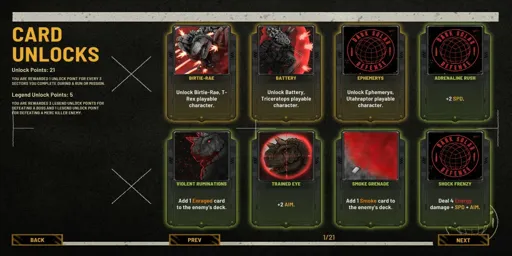 CARD
UNLOCKS
Unlock Points: 21
YOU ARE REWARDED 1 UNLOCK POINT FOR EVERY 2
SECTORS YOU COMPLETE DURING A RUN OR MISSION.
Legend Unlock Points: 5
YOU ARE REWARDED 3 LEGEND UNLOCK POINTS FOR
DEFEATING A BOSS AND 1 LEGEND UNLOCK POINT
FOR DEFEATING A MERC KILLER ENEMY.
BIRTIE-RAE
Unlock Birtie-Rae, T-
Rex playable
character.
BATTERY
Unlock Battery,
Triceratops playable
character.
EPHEMERYS
Unlock Ephemerys,
Utahraptor playable
character.
ADRENALINE RUSH
+2 SPD.
VIOLENT RUMINATIONS
Add 1 Enraged card
to the enemy's deck.
TRAINED EYE
+2 AIM.
SMOKE GRENADE
Add 1 Smoke card to
the enemy's deck.
SHOCK FRENZY
Deal 4 Energy
damage + SPD + AIM.
BACK
PREV
1/21
NEXT